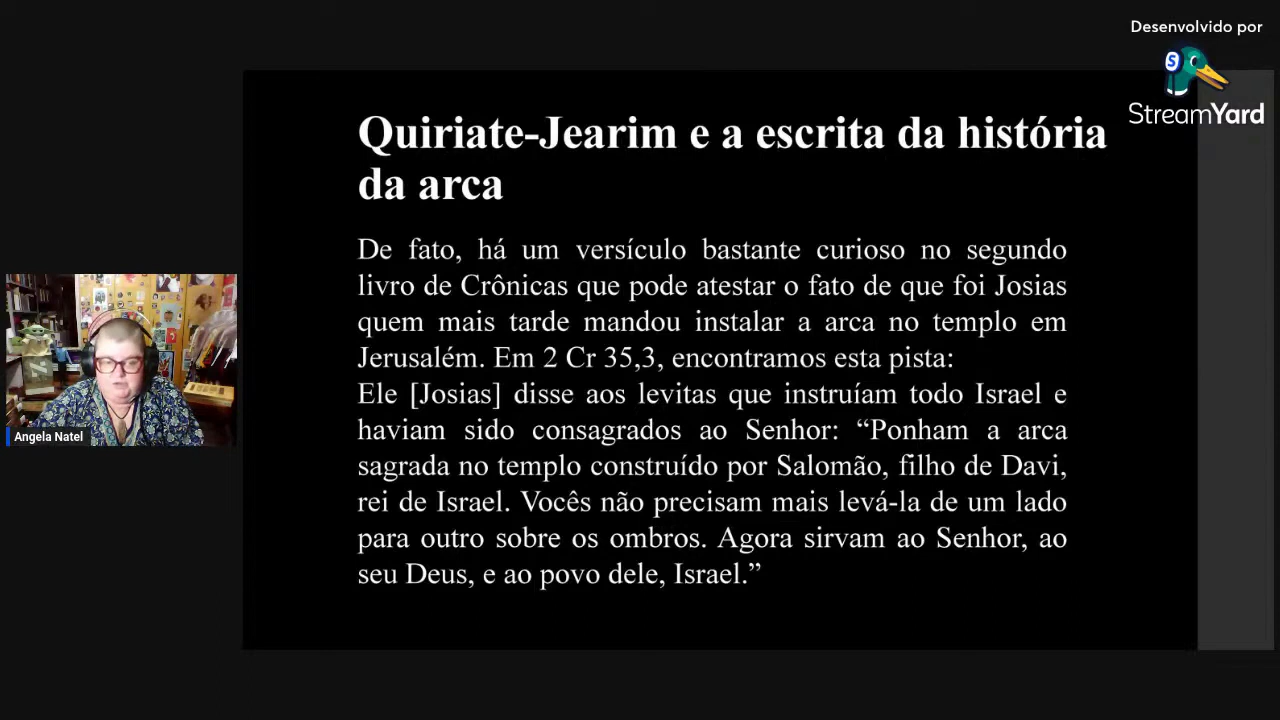 Desenvolvido por
StreamYard
Quiriate-Jearim e a escrita da história
da arca
De fato, há um versículo bastante curioso no segundo
livro de Crônicas que pode atestar o fato de que foi Josias
quem mais tarde mandou instalar a arca no templo em
Jerusalém. Em 2 Cr 35,3, encontramos esta pista:
Ele [Josias] disse aos levitas que instruíam todo Israel e
haviam sido consagrados ao Senhor: “Ponham a arca
sagrada no templo construído por Salomão, filho de Davi,
rei de Israel. Vocês não precisam mais levá-la de um lado
para outro sobre os ombros. Agora sirvam ao Senhor, ao
seu Deus, e ao povo dele, Israel.”
Angela Natel